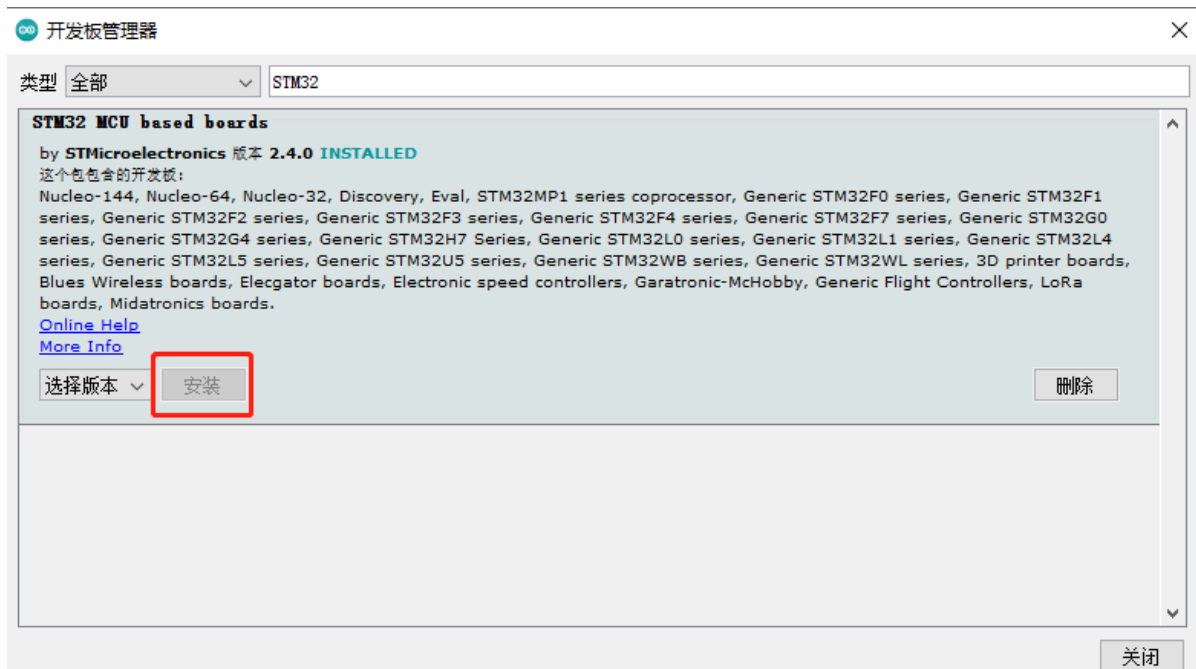 开发板管理器
类型 全部 STM32
STM32 MCU based boards
by STMicroelectronics 版本 2.4.0 INSTALLED
这个包包含的开发板:
Nucleo-144, Nucleo-64, Nucleo-32, Discovery, Eval, STM32MP1 series coprocessor, Generic STM32F0 series, Generic STM32F1
series, Generic STM32F2 series, Generic STM32F3 series, Generic STM32F4 series, Generic STM32F7 series, Generic STM32G0
series, Generic STM32G4 series, Generic STM32H7 Series, Generic STM32L0 series, Generic STM32L1 series, Generic STM32L4
series, Generic STM32L5 series, Generic STM32U5 series, Generic STM32WB series, Generic STM32WL series, 3D printer boards,
Blues Wireless boards, Elecgator boards, Electronic speed controllers, Garatronic-McHobby, Generic Flight Controllers, LoRa
boards, Midatronics boards.
Online Help
More Info
选择版本 安装 删除
关闭